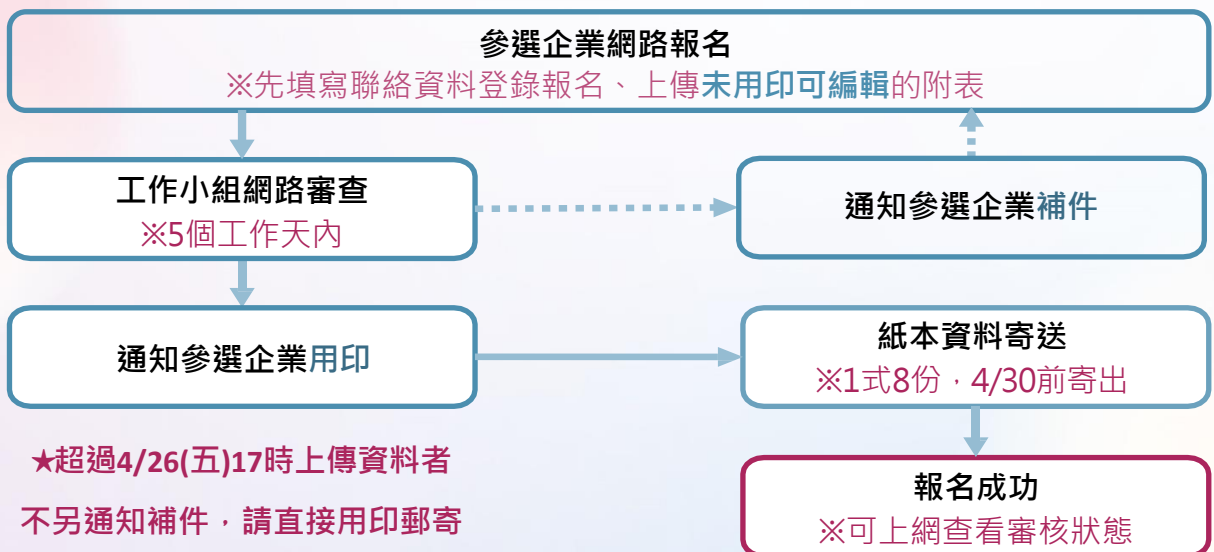 參選企業網路報名
※先填寫聯絡資料登錄報名、上傳未用印可編輯的附表
工作小組網路審查
※5個工作天內
通知參選企業補件
通知參選企業用印
紙本資料寄送
※1式8份，4/30前寄出
★超過4/26(五)17時上傳資料者
不另通知補件，請直接用印郵寄
報名成功
※可上網查看審核狀態